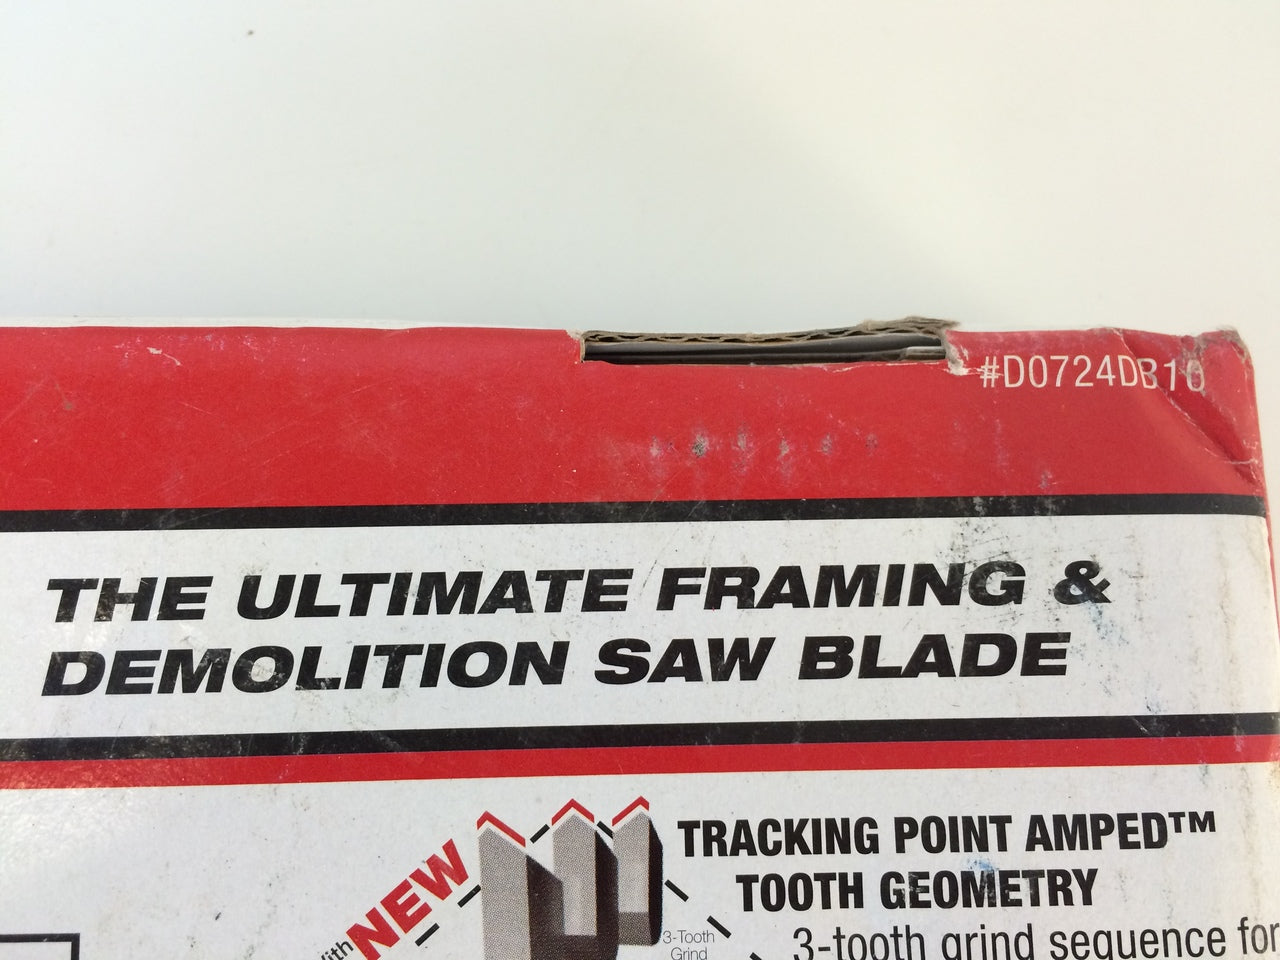 #D0724DB10
THE ULTIMATE FRAMING &
DEMOLITION SAW BLADE
TRACKING POINT AMPED™
TOOTH GEOMETRY
3-tooth grind sequence for
With
NEW
3-Tooth
Grind